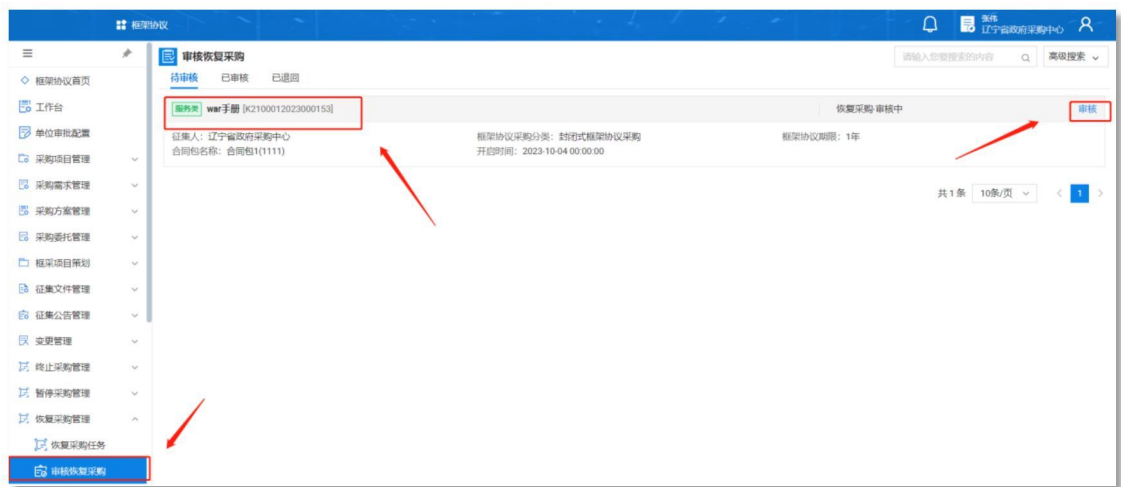 框架协议
张伟
辽宁省政府采购中心
框架协议首页
工作台
单位审批配置
采购项目管理
采购需求管理
采购方案管理
采购委托管理
框采项目策划
征集文件管理
征集公告管理
变更管理
终止采购管理
暂停采购管理
恢复采购管理
恢复采购任务
审核恢复采购
审核恢复采购
请输入您要搜索的内容
高级搜索
待审核 已审核 已退回
服务类 war手册 [K2100012023000153] 恢复采购-审核中 审核
征集人：辽宁省政府采购中心 框架协议采购分类：封闭式框架协议采购 框架协议期限：1年
合同包名称：合同包1(1111) 开启时间：2023-10-04 00:00:00
共 1 条 10条/页 1